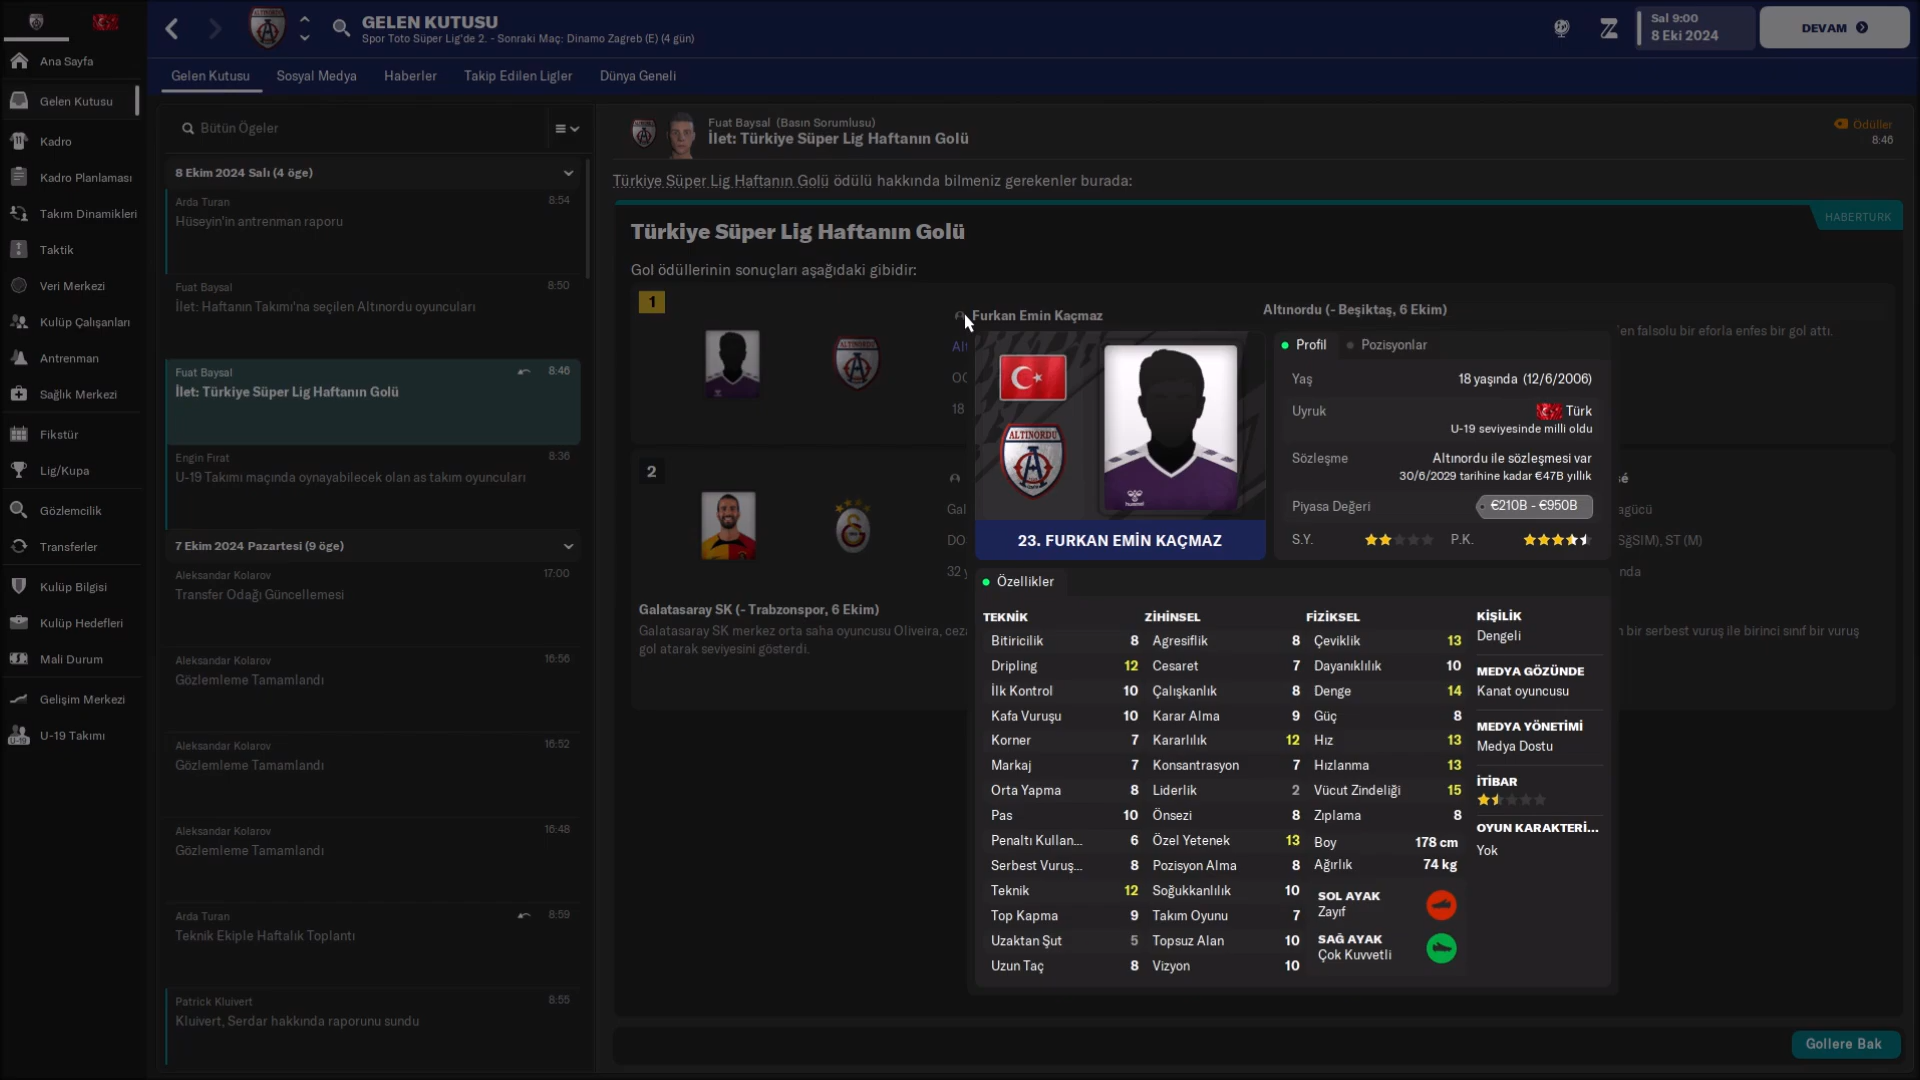 GELEN KUTUSU
Spor Toto Süper Lig'de 2. - Sonraki Maç: Dinamo Zagreb (E) (4 gün)
Sal 9:00
8 Eki 2024
DEVAM
Gelen Kutusu
Sosyal Medya
Haberler
Takip Edilen Ligler
Dünya Geneli
Ana Sayfa
Gelen Kutusu
Kadro
Kadro Planlaması
Takım Dinamikleri
Taktik
Veri Merkezi
Kulüp Çalışanları
Antrenman
Sağlık Merkezi
Fikstür
Lig/Kupa
Gözlemcilik
Transferler
Kulüp Bilgisi
Kulüp Hedefleri
Mali Durum
Gelişim Merkezi
U-19 Takımı
Bütün Ögeler
8 Ekim 2024 Salı (4 öge)
Arda Turan 8:54
Hüseyin'in antrenman raporu
Fuat Baysal 8:50
İlet: Haftanın Takımı'na seçilen Altınordu oyuncuları
Fuat Baysal 8:46
İlet: Türkiye Süper Lig Haftanın Golü
Engin Fırat 8:36
U-19 Takımı maçında oynayabilecek olan as takım oyuncuları
7 Ekim 2024 Pazartesi (9 öge)
Aleksandar Kolarov 17:00
Transfer Odağı Güncellemesi
Aleksandar Kolarov 16:56
Gözlemleme Tamamlandı
Aleksandar Kolarov 16:52
Gözlemleme Tamamlandı
Aleksandar Kolarov 16:48
Gözlemleme Tamamlandı
Arda Turan 8:59
Teknik Ekiple Haftalık Toplantı
Patrick Kluivert 8:55
Kluivert, Serdar hakkında raporunu sundu
Fuat Baysal (Basın Sorumlusu)
İlet: Türkiye Süper Lig Haftanın Golü
Ödüller
8:46
Türkiye Süper Lig Haftanın Golü ödülü hakkında bilmeniz gerekenler burada:
HABERTURK
Türkiye Süper Lig Haftanın Golü
Gol ödüllerinin sonuçları aşağıdaki gibidir:
1
Furkan Emin Kaçmaz
Altınordu (- Beşiktaş, 6 Ekim)
falsolu bir eforla enfes bir gol attı.
18
2
32
Galatasaray SK (- Trabzonspor, 6 Ekim)
Galatasaray SK merkez orta saha oyuncusu Oliveira,
gol atarak seviyesini gösterdi.
ST (M)
bir serbest vuruş ile birinci sınıf bir vuruş
ALTINORDU
hummel
23. FURKAN EMİN KAÇMAZ
Profil
Pozisyonlar
Yaş 18 yaşında (12/6/2006)
Uyruk Türk
U-19 seviyesinde milli oldu
Sözleşme Altınordu ile sözleşmesi var
30/6/2029 tarihine kadar €47B yıllık
Piyasa Değeri €210B - €950B
S.Y. P.K.
Özellikler
TEKNİK
Bitiricilik 8
Dripling 12
İlk Kontrol 10
Kafa Vuruşu 10
Korner 7
Markaj 7
Orta Yapma 8
Pas 10
Penaltı Kullan... 6
Serbest Vuruş... 8
Teknik 12
Top Kapma 9
Uzaktan Şut 5
Uzun Taç 8
ZİHİNSEL
Agresiflik 8
Cesaret 7
Çalışkanlık 8
Karar Alma 9
Kararlılık 12
Konsantrasyon 7
Liderlik 2
Önsezi 8
Özel Yetenek 13
Pozisyon Alma 8
Soğukkanlılık 10
Takım Oyunu 7
Topsuz Alan 10
Vizyon 10
FİZİKSEL
Çeviklik 13
Dayanıklılık 10
Denge 14
Güç 8
Hız 13
Hızlanma 13
Vücut Zindeliği 15
Zıplama 8
Boy 178 cm
Ağırlık 74 kg
SOL AYAK
Zayıf
SAĞ AYAK
Çok Kuvvetli
KİŞİLİK
Dengeli
MEDYA GÖZÜNDE
Kanat oyuncusu
MEDYA YÖNETİMİ
Medya Dostu
İTİBAR
OYUN KARAKTERİ...
Yok
Gollere Bak